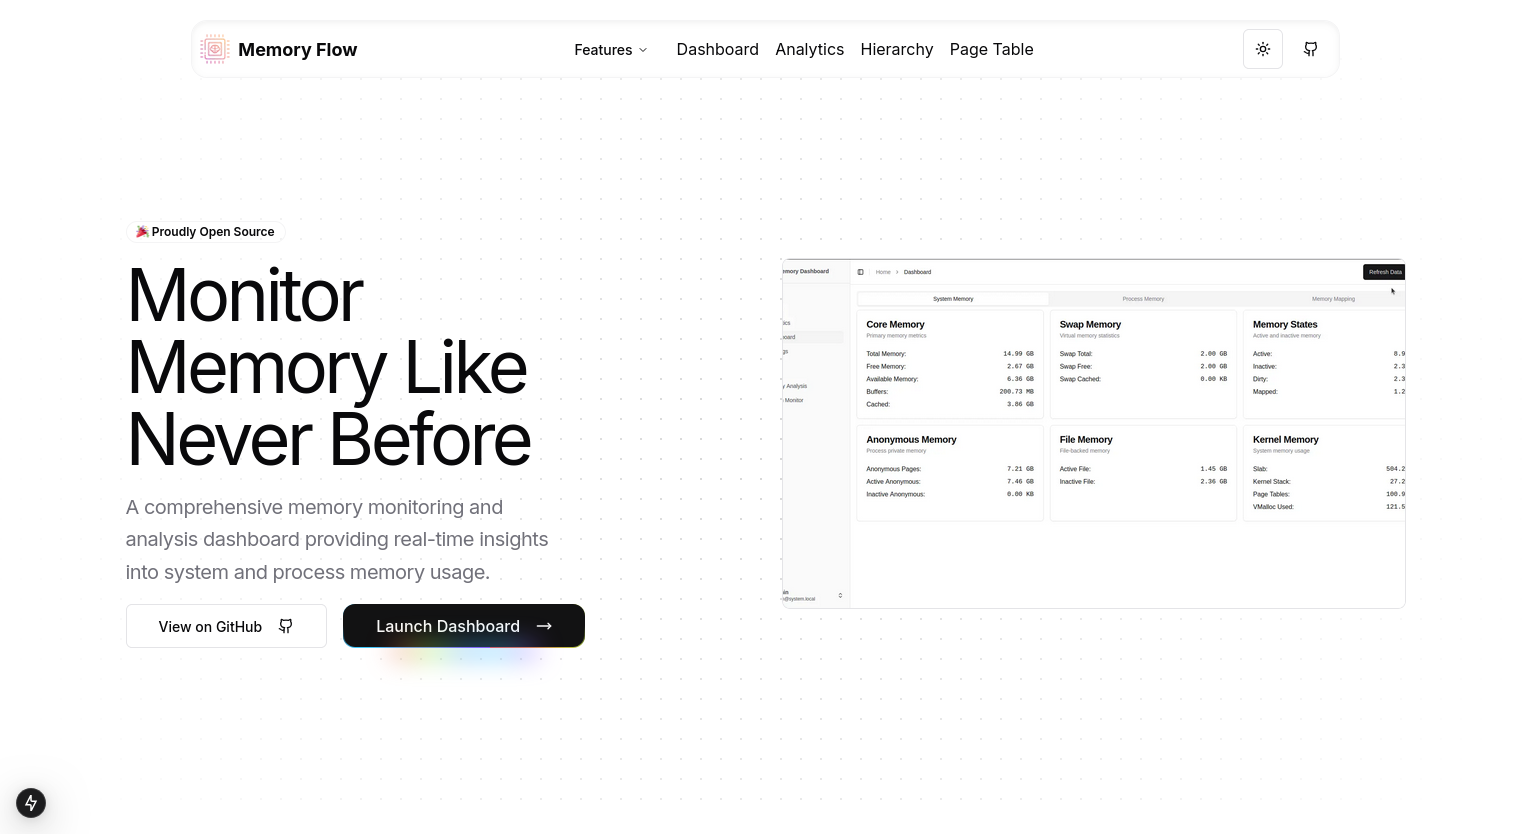 Memory Flow
Features
Dashboard
Analytics
Hierarchy
Page Table
🎉 Proudly Open Source
Monitor
Memory Like
Never Before
A comprehensive memory monitoring and
analysis dashboard providing real-time insights
into system and process memory usage.
View on GitHub
Launch Dashboard →
emory Dashboard
Home > Dashboard
Refresh Data
System Memory
Process Memory
Memory Mapping
tics
board
gs
y Analysis
Monitor
Core Memory
Primary memory metrics
Total Memory: 14.99 GB
Free Memory: 2.67 GB
Available Memory: 6.36 GB
Buffers: 200.73 MB
Cached: 3.86 GB
Swap Memory
Virtual memory statistics
Swap Total: 2.00 GB
Swap Free: 2.00 GB
Swap Cached: 0.00 KB
Memory States
Active and inactive memory
Active: 8.9
Inactive: 2.3
Dirty: 2.3
Mapped: 1.2
Anonymous Memory
Process private memory
Anonymous Pages: 7.21 GB
Active Anonymous: 7.46 GB
Inactive Anonymous: 0.00 KB
File Memory
File-backed memory
Active File: 1.45 GB
Inactive File: 2.36 GB
Kernel Memory
System memory usage
Slab: 504.2
Kernel Stack: 27.2
Page Tables: 100.9
VMalloc Used: 121.5
@system.local